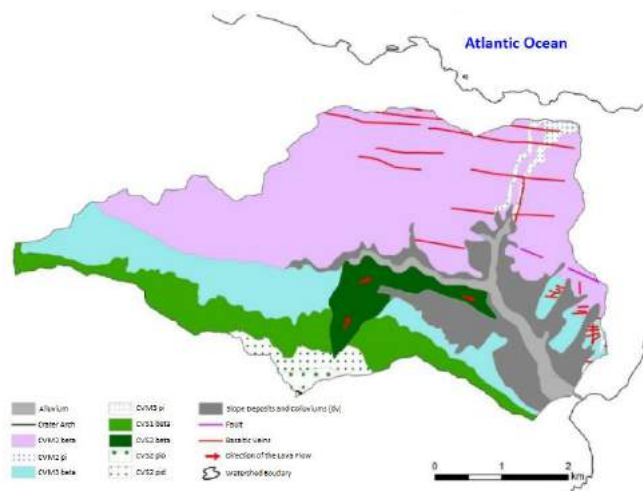 Atlantic Ocean
Alluvium
Crater Arch
CVM2 beta
CVM2 pi
CVM3 beta
CVM3 pi
CVS1 beta
CVS2 beta
CVS2 pio
CVS2 pid
Slope Deposits and Colluviums (dv)
Fault
Basaltic Veins
Direction of the Lava Flow
Watershed Boudary
0 1 2
km